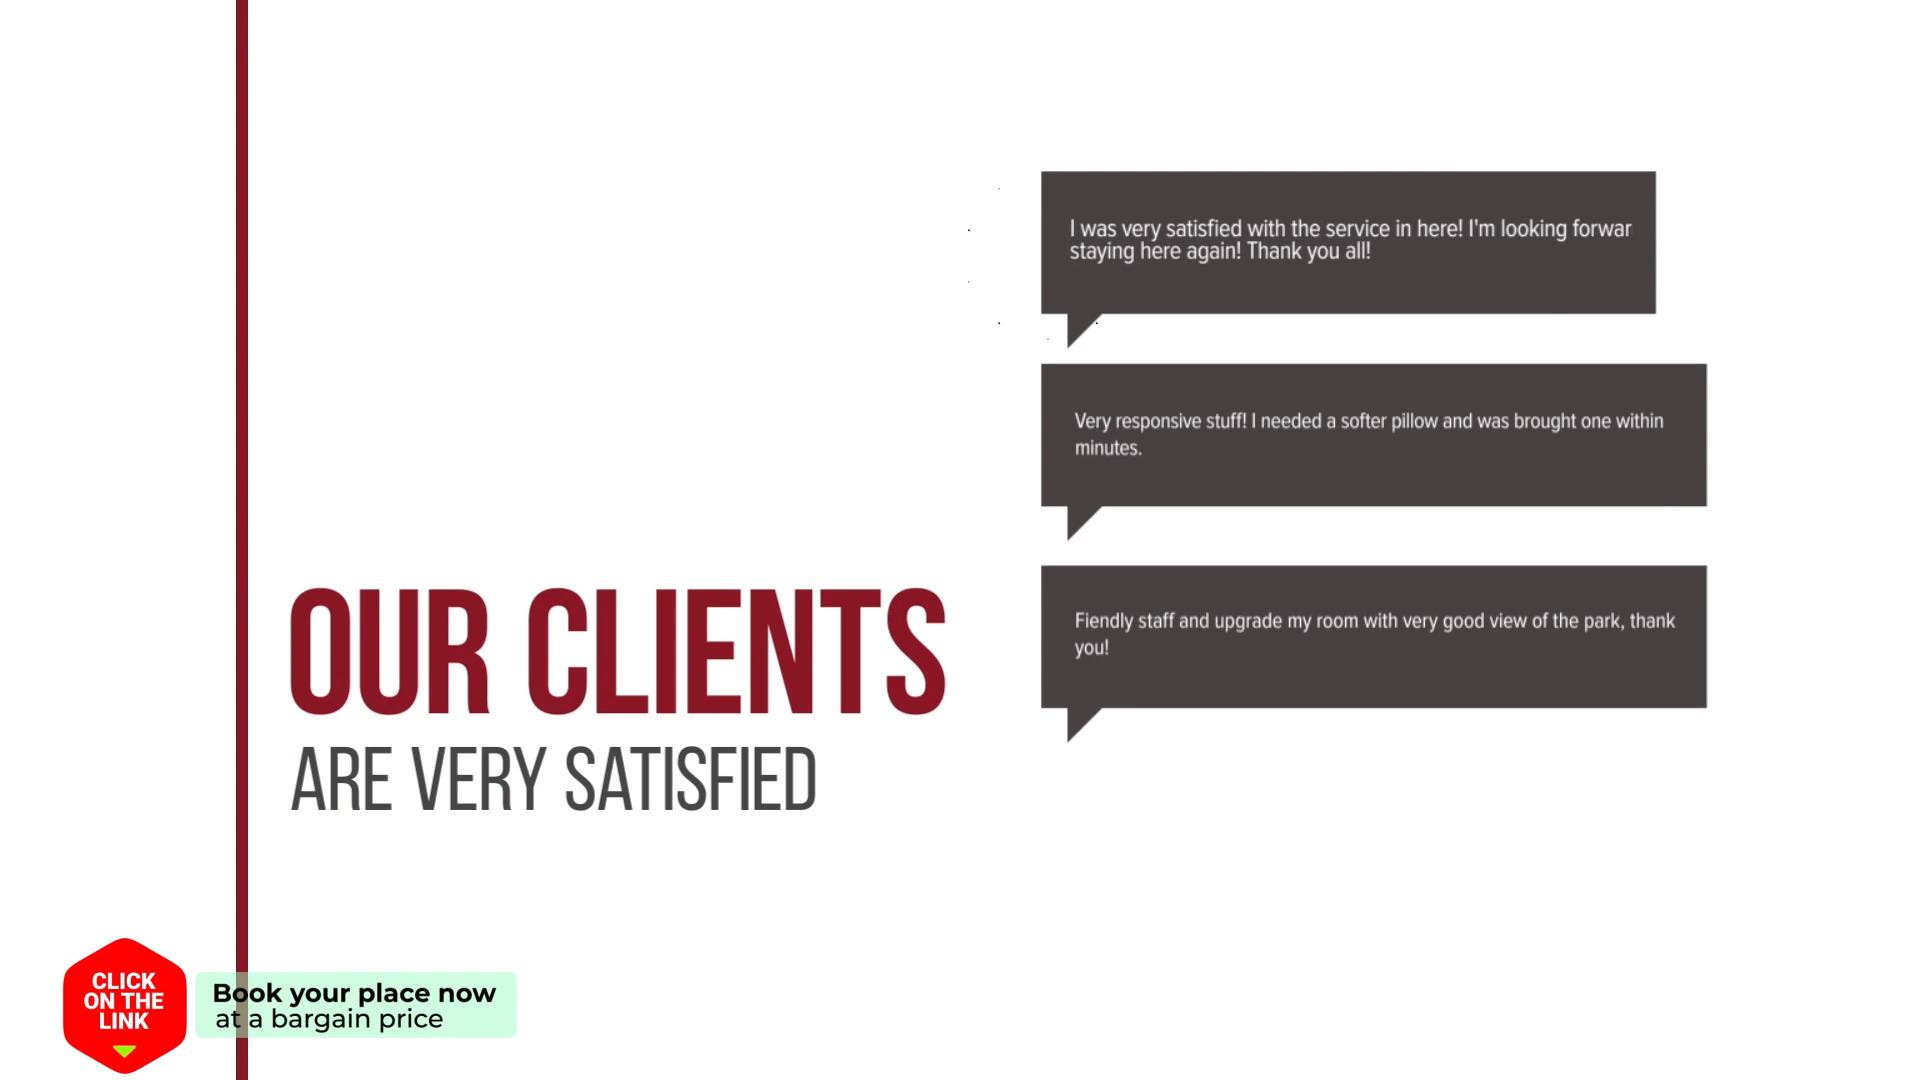 I was very satisfied with the service in here! I'm looking forwar
staying here again! Thank you all!
Very responsive stuff! I needed a softer pillow and was brought one within
minutes.
Fiendly staff and upgrade my room with very good view of the park, thank
you!
OUR CLIENTS
ARE VERY SATISFIED
CLICK
ON THE
LINK
Book your place now
at a bargain price